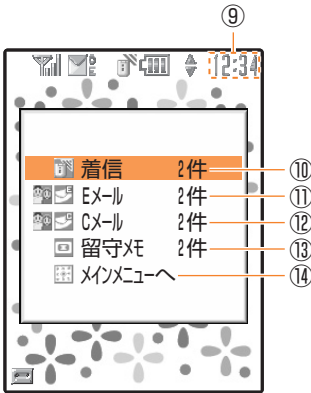 ⑨
12:34
着信 2件 ⑩
Eメール 2件 ⑪
Cメール 2件 ⑫
留守メモ 2件 ⑬
メインメニューへ ⑭